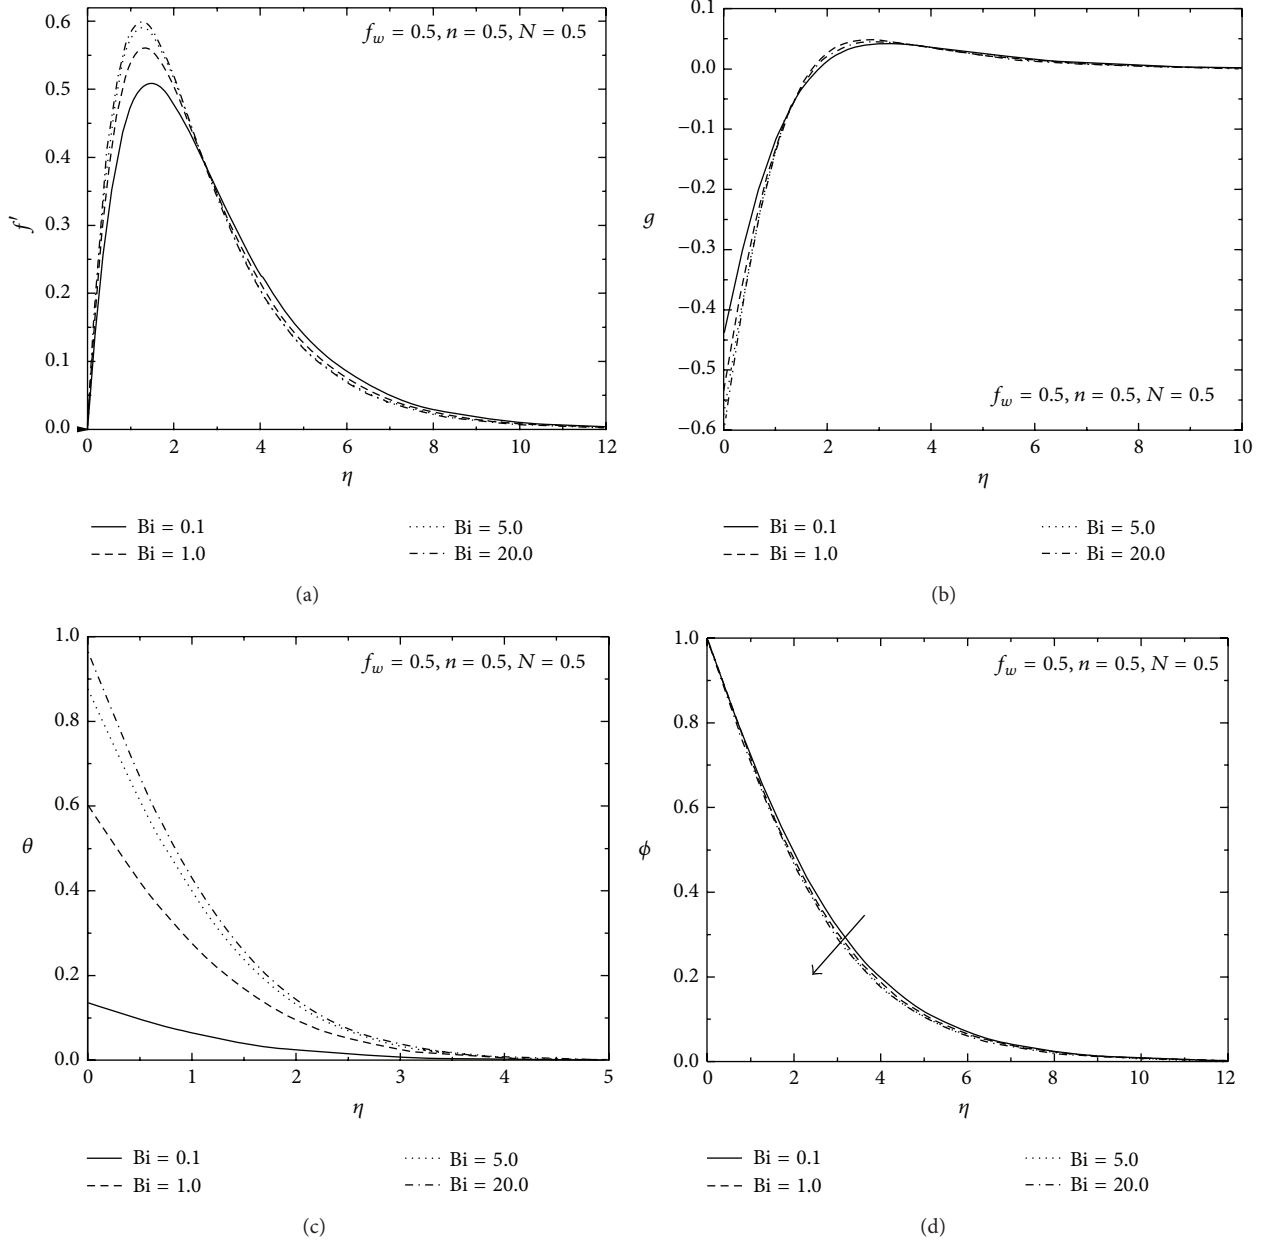 0.6
0.5
0.4
0.3
0.2
0.1
0.0
f′
f_w = 0.5, n = 0.5, N = 0.5
0 2 4 6 8 10 12
η
Bi = 0.1
Bi = 1.0
Bi = 5.0
Bi = 20.0
(a)
0.1
0.0
−0.1
−0.2
−0.3
−0.4
−0.5
−0.6
g
f_w = 0.5, n = 0.5, N = 0.5
0 2 4 6 8 10
η
Bi = 0.1
Bi = 1.0
Bi = 5.0
Bi = 20.0
(b)
1.0
0.8
0.6
0.4
0.2
0.0
θ
f_w = 0.5, n = 0.5, N = 0.5
0 1 2 3 4 5
η
Bi = 0.1
Bi = 1.0
Bi = 5.0
Bi = 20.0
(c)
1.0
0.8
0.6
0.4
0.2
0.0
ϕ
f_w = 0.5, n = 0.5, N = 0.5
0 2 4 6 8 10 12
η
Bi = 0.1
Bi = 1.0
Bi = 5.0
Bi = 20.0
(d)